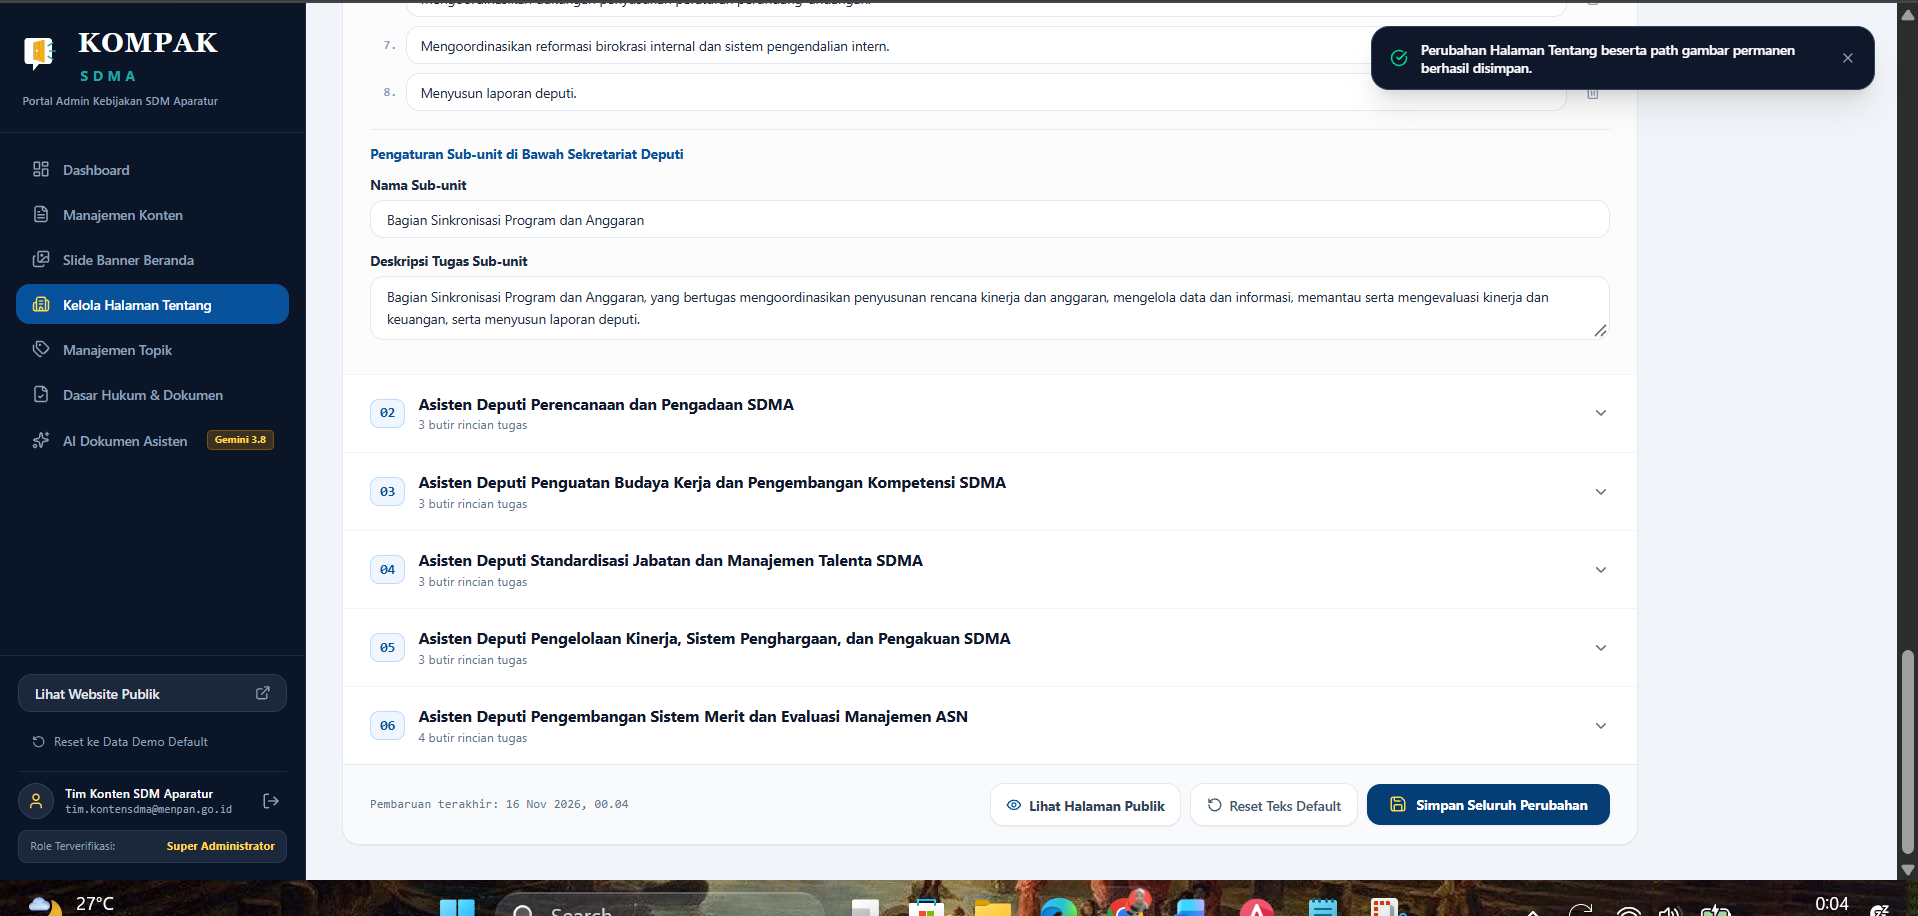 KOMPAK
SDMA
Portal Admin Kebijakan SDM Aparatur
Dashboard
Manajemen Konten
Slide Banner Beranda
Kelola Halaman Tentang
Manajemen Topik
Dasar Hukum & Dokumen
AI Dokumen Asisten
Gemini 3.8
Lihat Website Publik
Reset ke Data Demo Default
Tim Konten SDM Aparatur
tim.kontensdma@menpan.go.id
Role Terverifikasi:
Super Administrator
7.
Mengoordinasikan reformasi birokrasi internal dan sistem pengendalian intern.
8.
Menyusun laporan deputi.
Perubahan Halaman Tentang beserta path gambar permanen
berhasil disimpan.
Pengaturan Sub-unit di Bawah Sekretariat Deputi
Nama Sub-unit
Bagian Sinkronisasi Program dan Anggaran
Deskripsi Tugas Sub-unit
Bagian Sinkronisasi Program dan Anggaran, yang bertugas mengoordinasikan penyusunan rencana kinerja dan anggaran, mengelola data dan informasi, memantau serta mengevaluasi kinerja dan
keuangan, serta menyusun laporan deputi.
02
Asisten Deputi Perencanaan dan Pengadaan SDMA
3 butir rincian tugas
03
Asisten Deputi Penguatan Budaya Kerja dan Pengembangan Kompetensi SDMA
3 butir rincian tugas
04
Asisten Deputi Standardisasi Jabatan dan Manajemen Talenta SDMA
3 butir rincian tugas
05
Asisten Deputi Pengelolaan Kinerja, Sistem Penghargaan, dan Pengakuan SDMA
3 butir rincian tugas
06
Asisten Deputi Pengembangan Sistem Merit dan Evaluasi Manajemen ASN
4 butir rincian tugas
Pembaruan terakhir: 16 Nov 2026, 00.04
Lihat Halaman Publik
Reset Teks Default
Simpan Seluruh Perubahan
27°C
Search
0:04